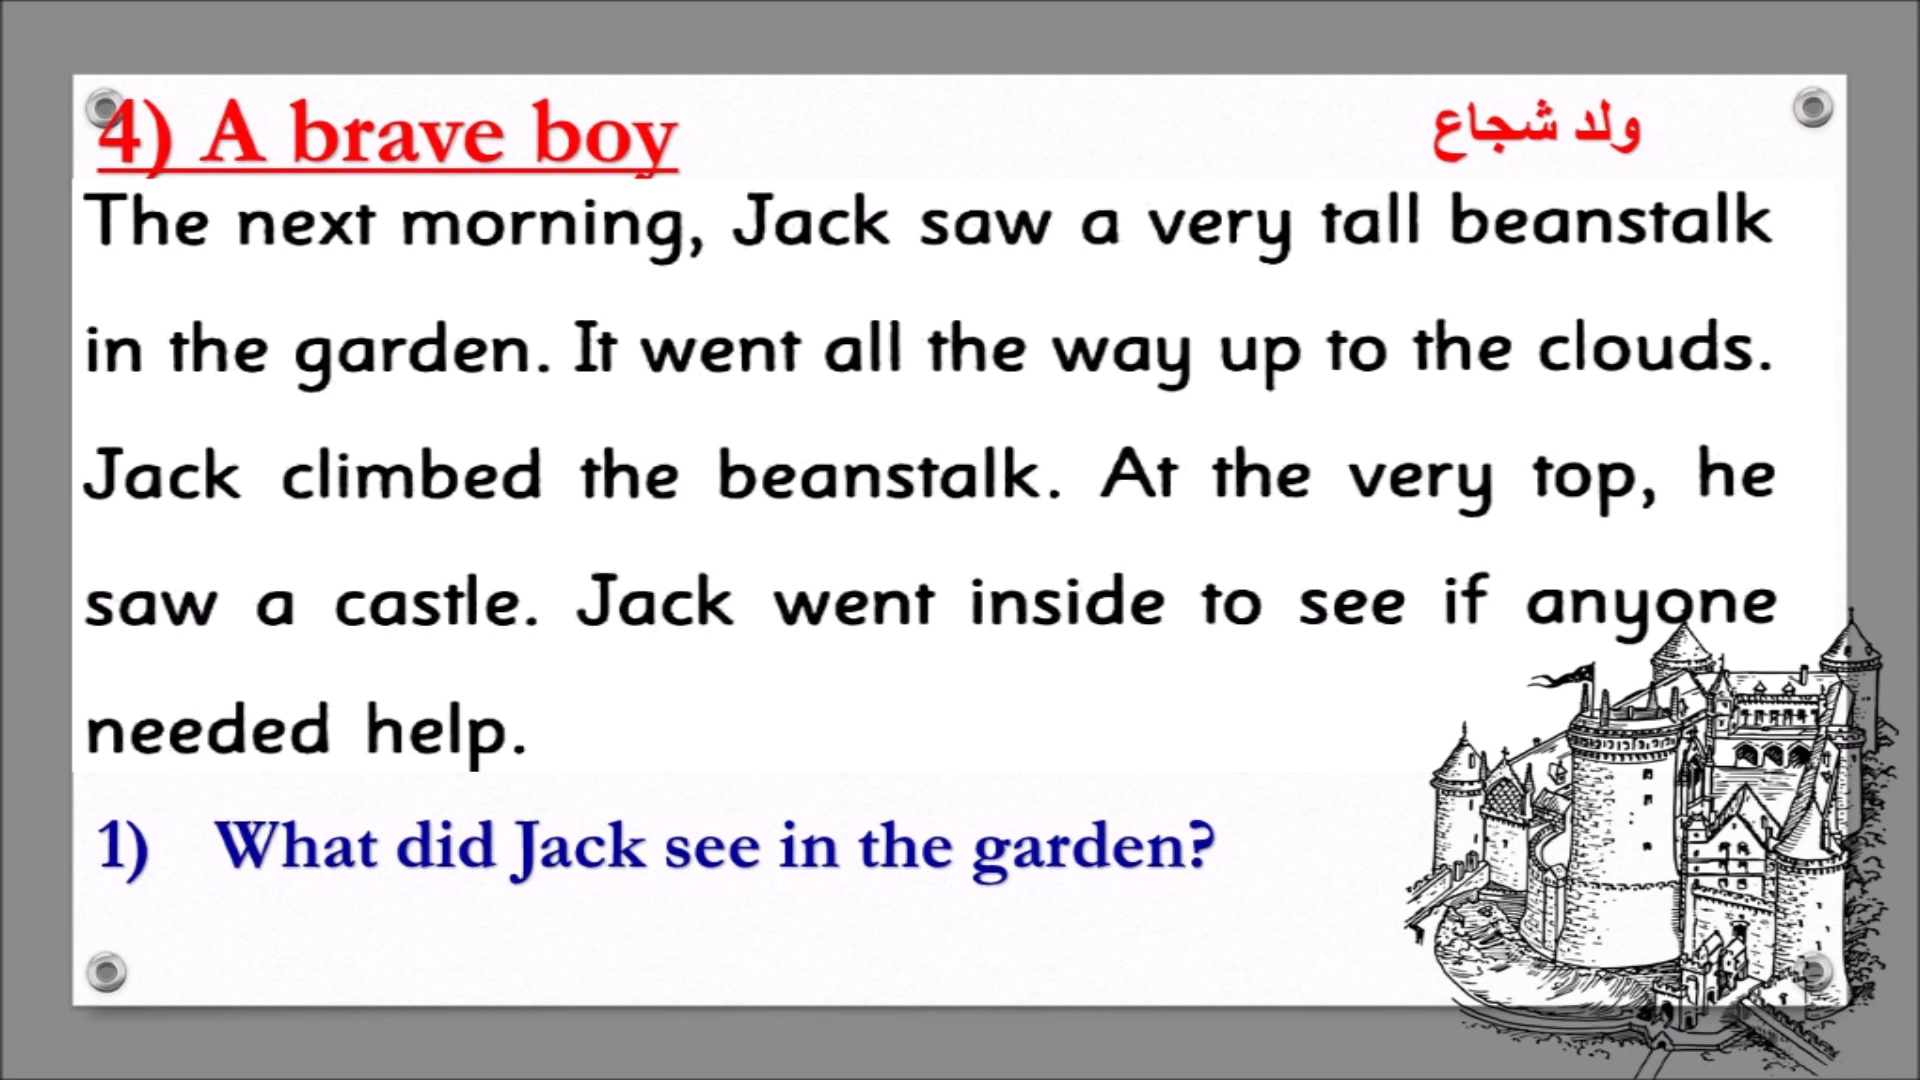 4) A brave boy
ولد شجاع
The next morning, Jack saw a very tall beanstalk
in the garden. It went all the way up to the clouds.
Jack climbed the beanstalk. At the very top, he
saw a castle. Jack went inside to see if anyone
needed help.
1) What did Jack see in the garden?